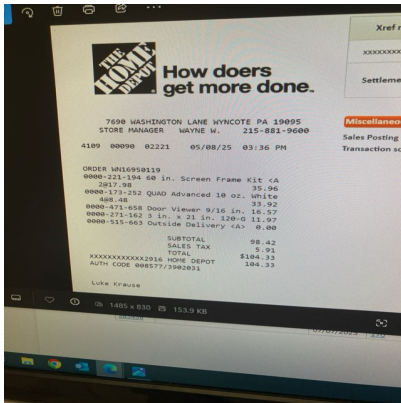 Xref
xxxxxxxx
Settleme
Miscellaneo
Sales Posting
Transaction
THE HOME DEPOT
How doers
get more done.
7690 WASHINGTON LANE WYNCOTE PA 19095
STORE MANAGER WAYNE W. 215-881-9600
4109 00090 02221 05/08/25 03:36 PM
ORDER WN16950119
0000-221-194 60 in. Screen Frame Kit <A
2@17.98 35.96
0000-173-252 QUAD Advanced 10 oz. White
4@8.48 33.92
0000-471-658 Door Viewer 9/16 in. 16.57
0000-271-162 3 in. x 21 in. 120-G 11.97
0000-515-663 Outside Delivery <A> 0.00
SUBTOTAL 98.42
SALES TAX 5.91
TOTAL $104.33
XXXXXXXXXXXX2916 HOME DEPOT 104.33
AUTH CODE 008577/3902031
Luke Krause
1485 x 830 153.9 KB